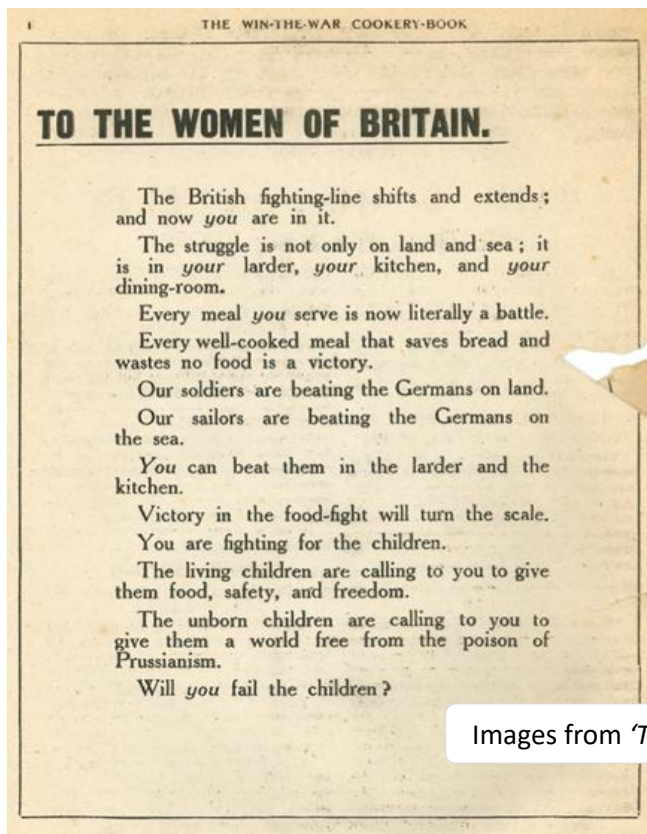 THE WIN-THE-WAR COOKERY-BOOK
TO THE WOMEN OF BRITAIN.
The British fighting-line shifts and extends;
and now you are in it.
The struggle is not only on land and sea; it
is in your larder, your kitchen, and your
dining-room.
Every meal you serve is now literally a battle.
Every well-cooked meal that saves bread and
wastes no food is a victory.
Our soldiers are beating the Germans on land.
Our sailors are beating the Germans on
the sea.
You can beat them in the larder and the
kitchen.
Victory in the food-fight will turn the scale.
You are fighting for the children.
The living children are calling to you to give
them food, safety, and freedom.
The unborn children are calling to you to
give them a world free from the poison of
Prussianism.
Will you fail the children?
Images from ‘T